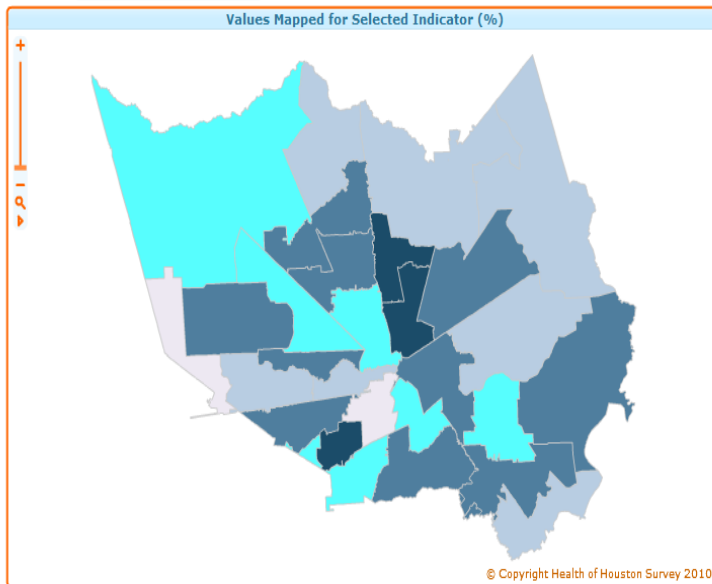 Values Mapped for Selected Indicator (%)
© Copyright Health of Houston Survey 2010